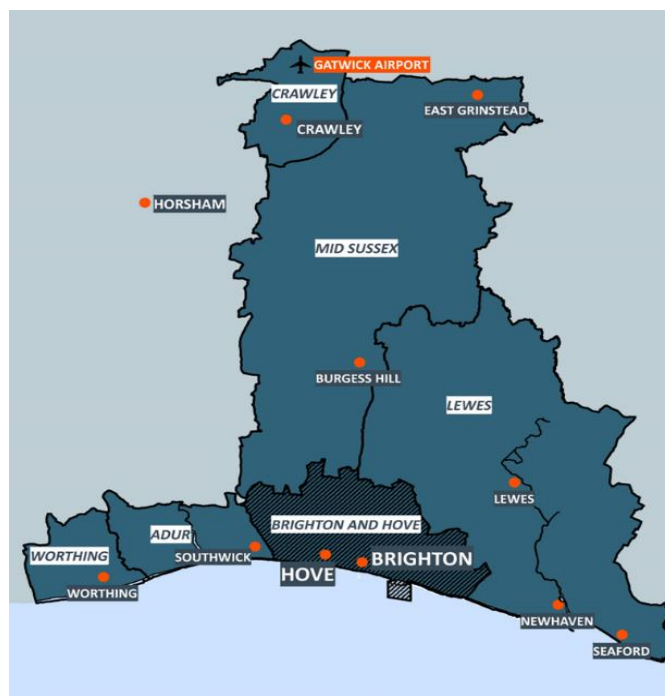 GATWICK AIRPORT
CRAWLEY
EAST GRINSTEAD
CRAWLEY
HORSHAM
MID SUSSEX
BURGESS HILL
LEWES
LEWES
BRIGHTON AND HOVE
ADUR
WORTHING
SOUTHWICK
BRIGHTON
HOVE
WORTHING
NEWHAVEN
SEAFORD